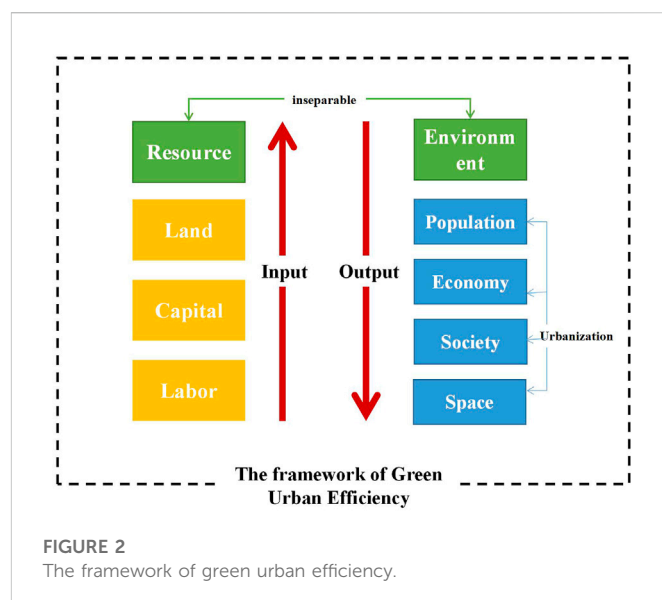 inseparable
Resource
Environm
ent
Land
Population
Input
Output
Economy
Capital
Society
Urbanization
Labor
Space
The framework of Green
Urban Efficiency
FIGURE 2
The framework of green urban efficiency.